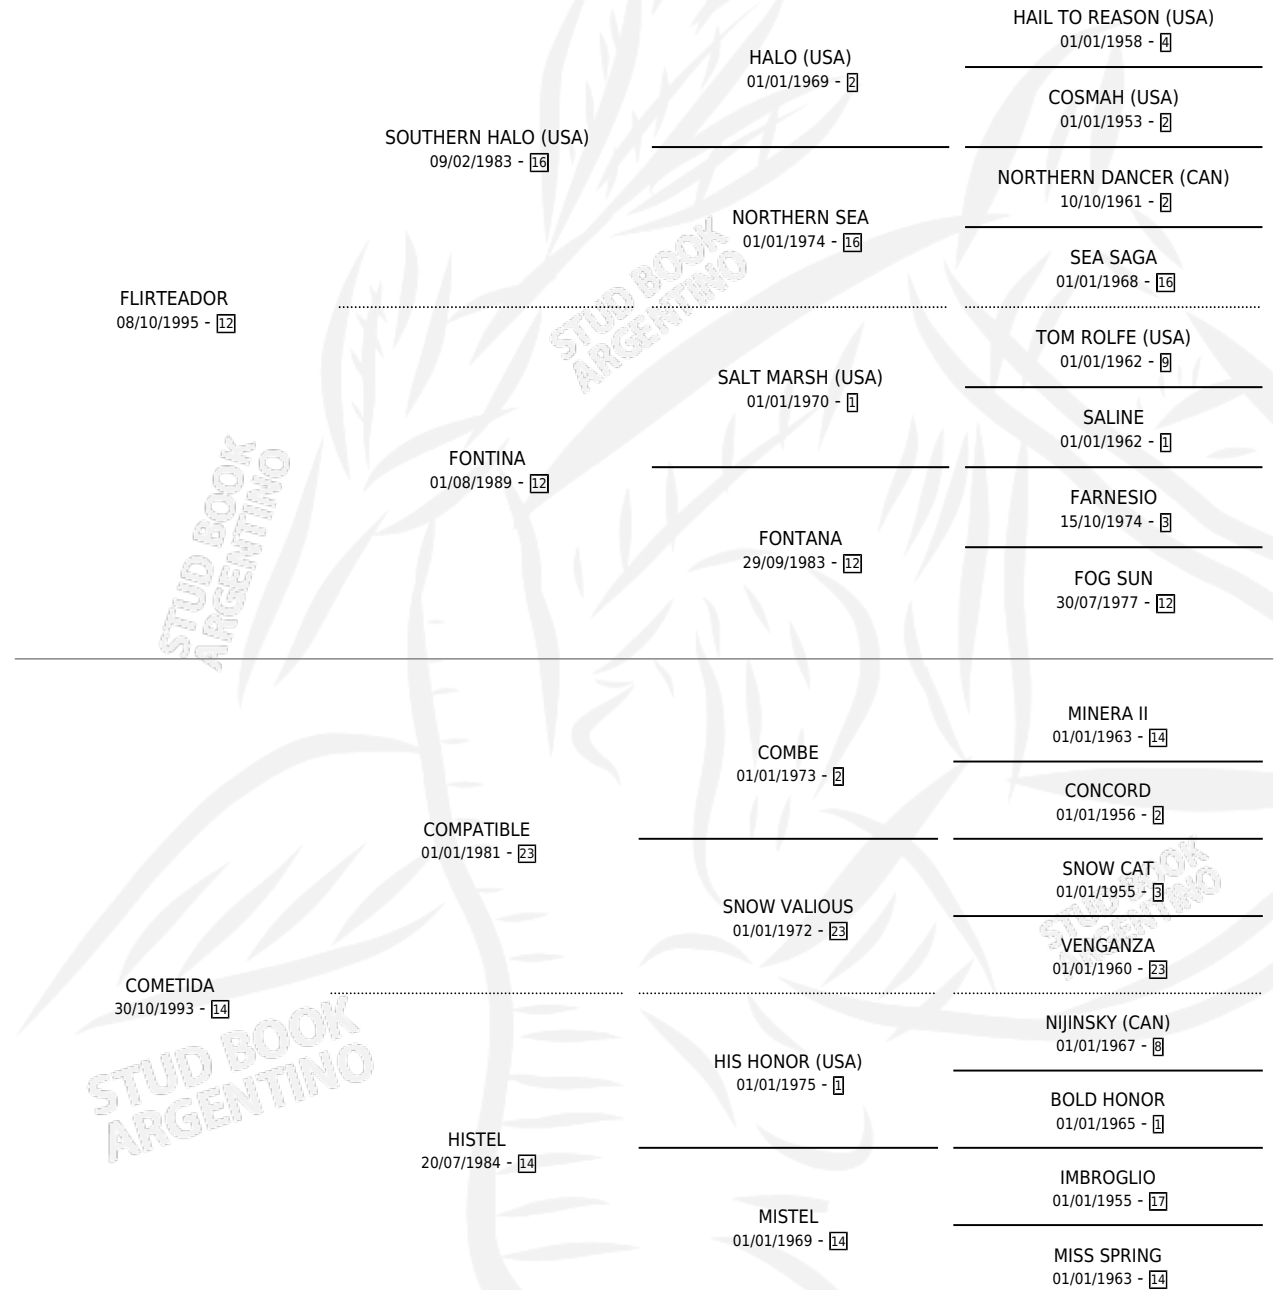 HAIL TO REASON (USA)
01/01/1958 - 4
HALO (USA)
01/01/1969 - 2
COSMAH (USA)
01/01/1953 - 2
SOUTHERN HALO (USA)
09/02/1983 - 16
NORTHERN DANCER (CAN)
10/10/1961 - 2
NORTHERN SEA
01/01/1974 - 16
SEA SAGA
01/01/1968 - 16
FLIRTEADOR
08/10/1995 - 12
STUD BOOK
ARGENTINO
TOM ROLFE (USA)
01/01/1962 - 9
SALT MARSH (USA)
01/01/1970 - 1
SALINE
01/01/1962 - 1
FONTINA
01/08/1989 - 12
FARNESIO
15/10/1974 - 3
FONTANA
29/09/1983 - 12
FOG SUN
30/07/1977 - 12
STUD BOOK
ARGENTINO
MINERA II
01/01/1963 - 14
COMBE
01/01/1973 - 2
CONCORD
01/01/1956 - 2
COMPATIBLE
01/01/1981 - 23
SNOW CAT
01/01/1955 - 3
SNOW VALIOUS
01/01/1972 - 23
STUD BOOK
ARGENTINO
VENGANZA
01/01/1960 - 23
COMETIDA
30/10/1993 - 14
NIJINSKY (CAN)
01/01/1967 - 8
HIS HONOR (USA)
01/01/1975 - 1
STUD BOOK
ARGENTINO
BOLD HONOR
01/01/1965 - 1
HISTEL
20/07/1984 - 14
IMBROGLIO
01/01/1955 - 17
MISTEL
01/01/1969 - 14
MISS SPRING
01/01/1963 - 14